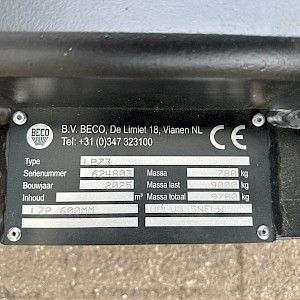 BECO
B.V. BECO, De Limiet 18, Vianen NL
Tel: +31 (0)347 323100
CE
Type LPZ3
Serienummer 624803 Massa 780 kg
Bouwjaar 2025 Massa last 9000 kg
Inhoud m³ Massa totaal 9780 kg
LZP 600MM